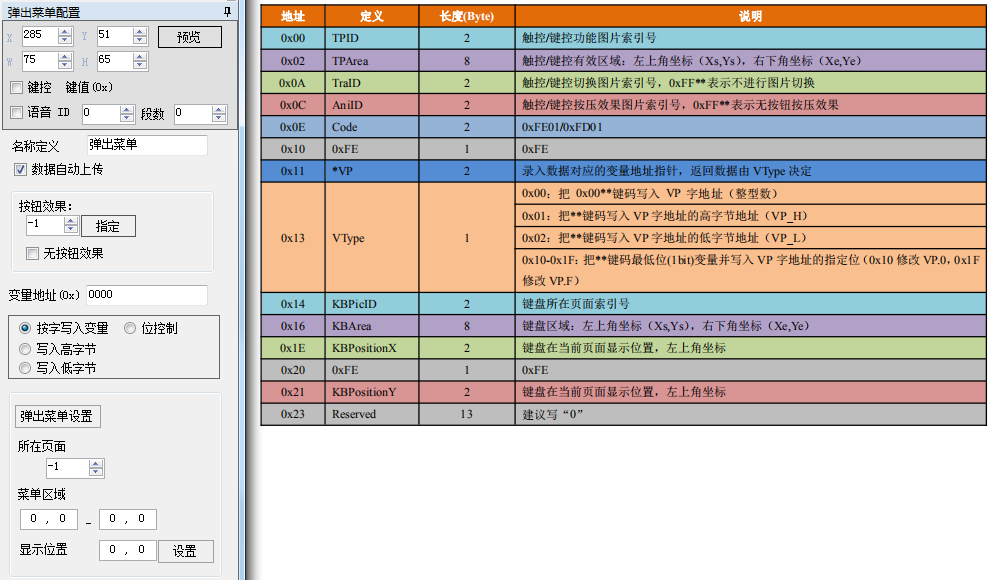 弹出菜单配置
X 285 Y 51 预览
W 75 H 65
键控 键值(0x)
语音 ID 0 段数 0
名称定义 弹出菜单
数据自动上传
按钮效果:
-1 指定
无按钮效果
变量地址(0x) 0000
按字写入变量 位控制
写入高字节
写入低字节
弹出菜单设置
所在页面
-1
菜单区域
0 , 0 - 0 , 0
显示位置 0 , 0 设置
地址 定义 长度(Byte) 说明
0x00 TPID 2 触控/键控功能图片索引号
0x02 TPArea 8 触控/键控有效区域：左上角坐标（Xs,Ys），右下角坐标（Xe,Ye）
0x0A TraID 2 触控/键控切换图片索引号，0xFF**表示不进行图片切换
0x0C AniID 2 触控/键控按压效果图片索引号，0xFF**表示无按钮按压效果
0x0E Code 2 0xFE01/0xFD01
0x10 0xFE 1 0xFE
0x11 *VP 2 录入数据对应的变量地址指针，返回数据由 VType 决定
0x13 VType 1 0x00：把 0x00**键码写入 VP 字地址（整型数）
0x01：把**键码写入 VP 字地址的高字节地址（VP_H）
0x02：把**键码写入 VP 字地址的低字节地址（VP_L）
0x10-0x1F：把**键码最低位(1bit)变量并写入 VP 字地址的指定位（0x10 修改 VP.0，0x1F
修改 VP.F）
0x14 KBPicID 2 键盘所在页面索引号
0x16 KBArea 8 键盘区域：左上角坐标（Xs,Ys），右下角坐标（Xe,Ye）
0x1E KBPositionX 2 键盘在当前页面显示位置，左上角坐标
0x20 0xFE 1 0xFE
0x21 KBPositionY 2 键盘在当前页面显示位置，左上角坐标
0x23 Reserved 13 建议写“0”